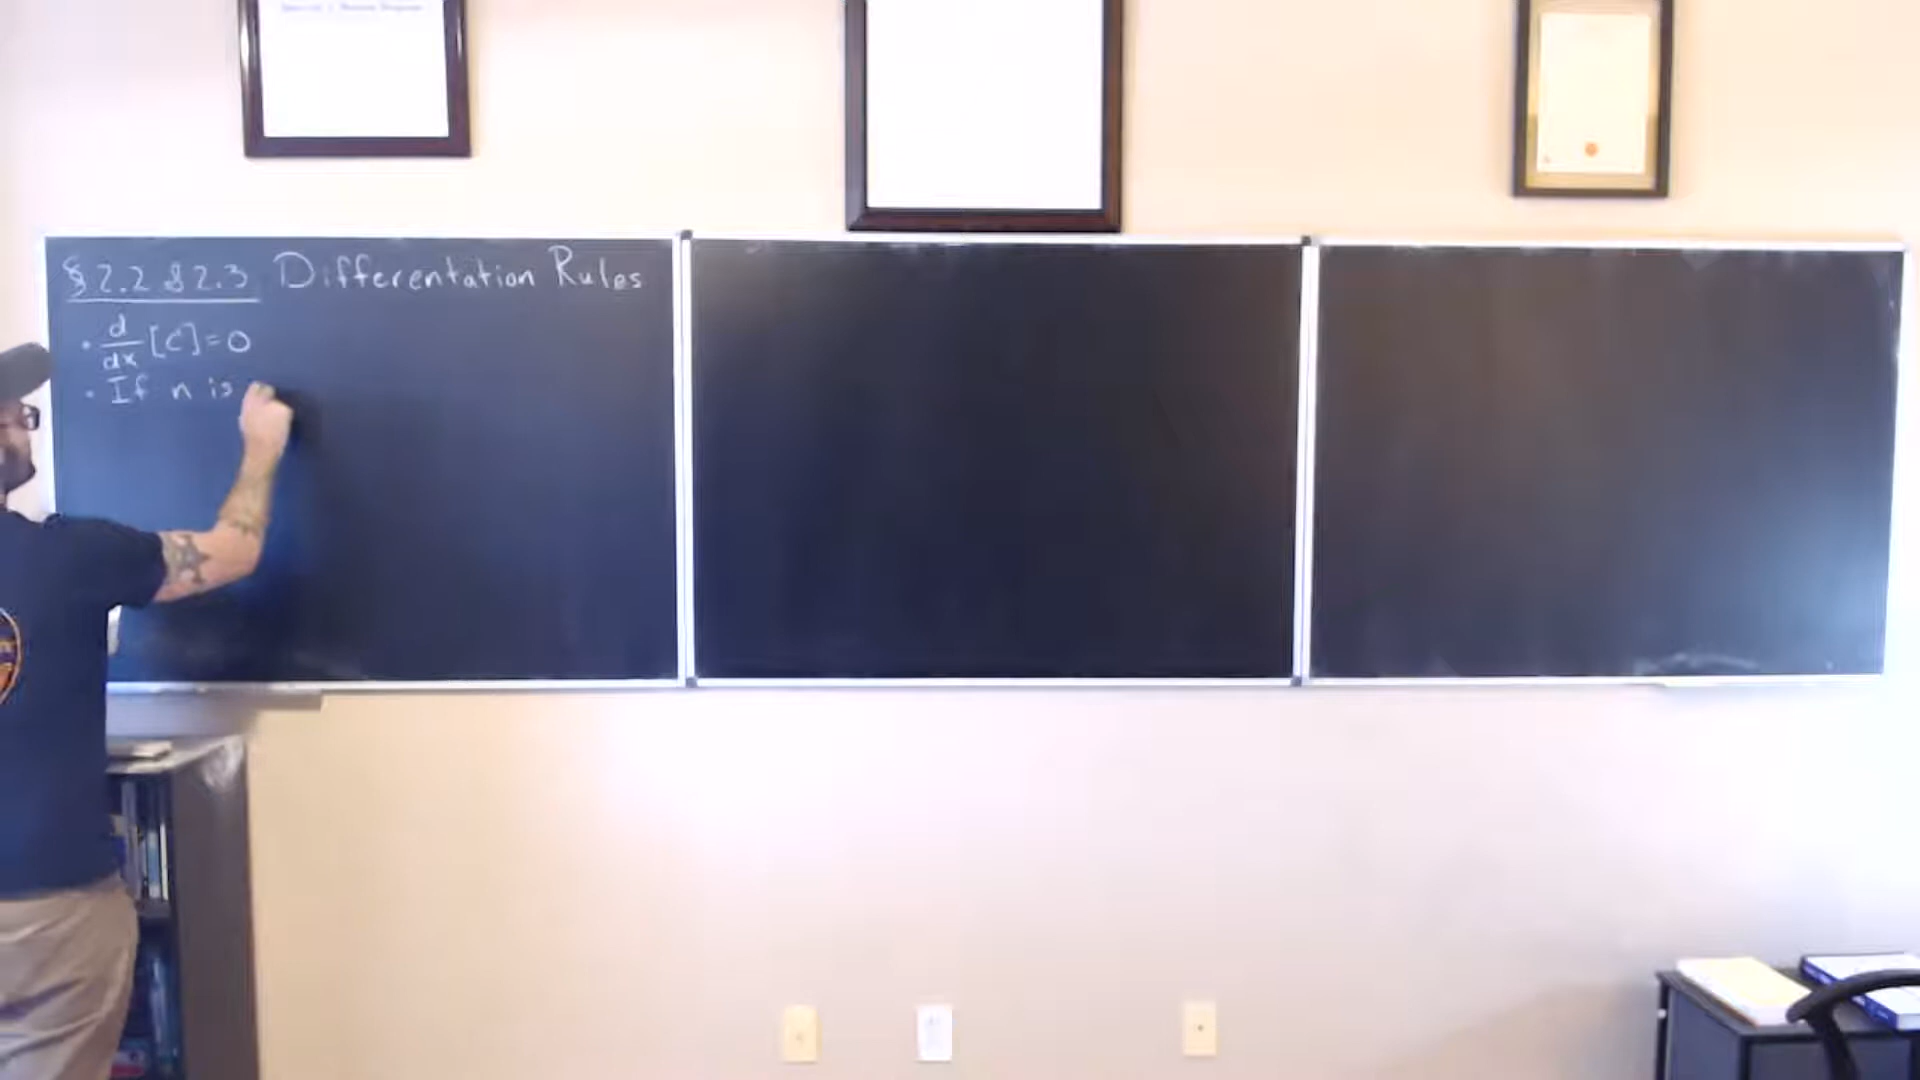 § 2.2 & 2.3 Differentation Rules
• d/dx [C] = 0
• If n is